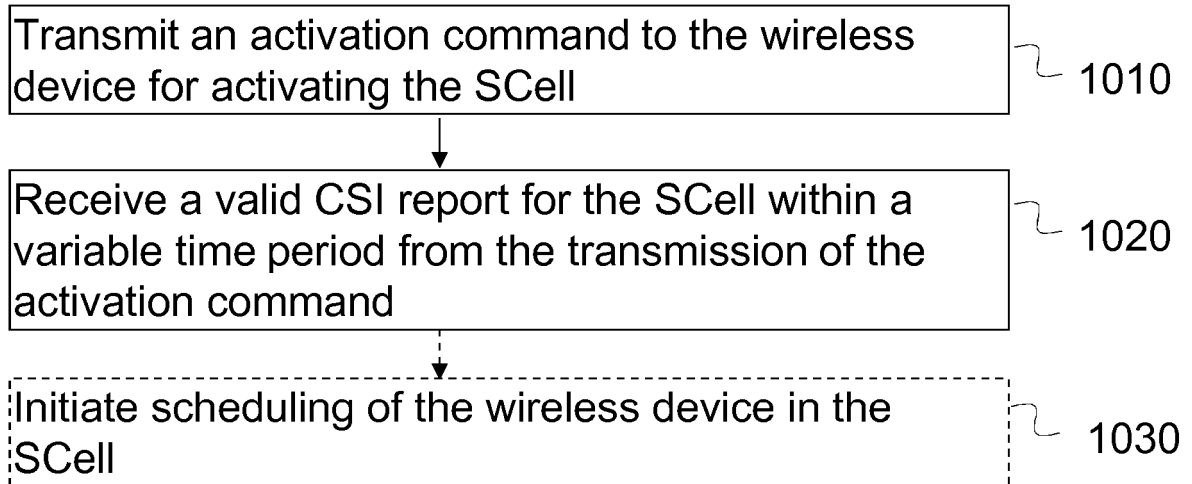 Transmit an activation command to the wireless
device for activating the SCell
1010
Receive a valid CSI report for the SCell within a
variable time period from the transmission of the
activation command
1020
Initiate scheduling of the wireless device in the
SCell
1030